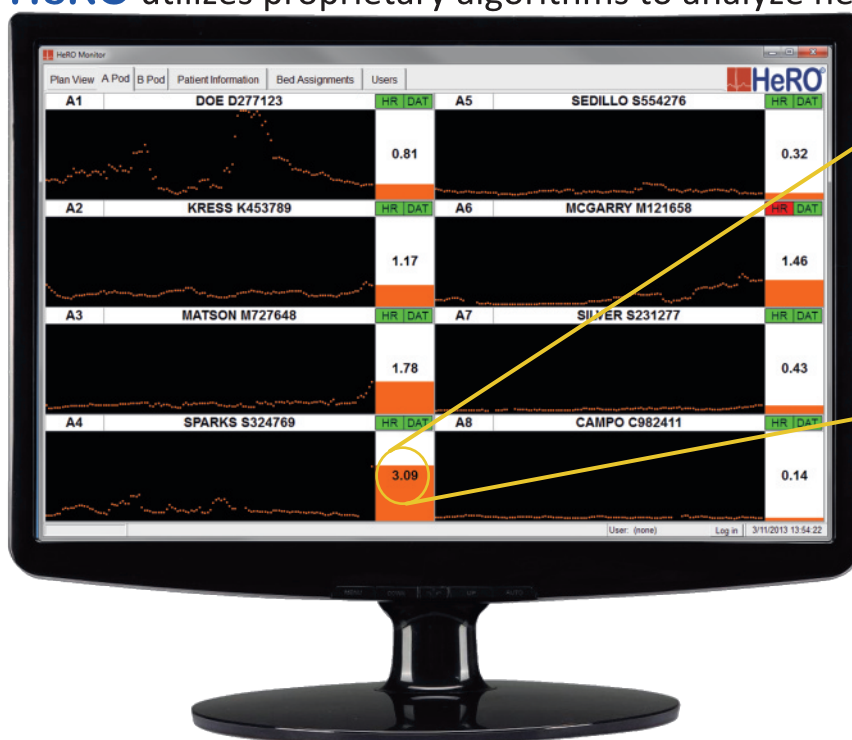 HeRO utilizes proprietary algorithms to analyze
HeRO Monitor
Plan View A Pod B Pod Patient Information Bed Assignments Users
HeRO®
A1 DOE D277123 HR DAT
0.81
A2 KRESS K453789 HR DAT
1.17
A3 MATSON M727648 HR DAT
1.78
A4 SPARKS S324769 HR DAT
3.09
A5 SEDILLO S554276 HR DAT
0.32
A6 MCGARRY M121658 HR DAT
1.46
A7 SILVER S231277 HR DAT
0.43
A8 CAMPO C982411 HR DAT
0.14
User: (none) Log in 3/11/2013 13:54:22